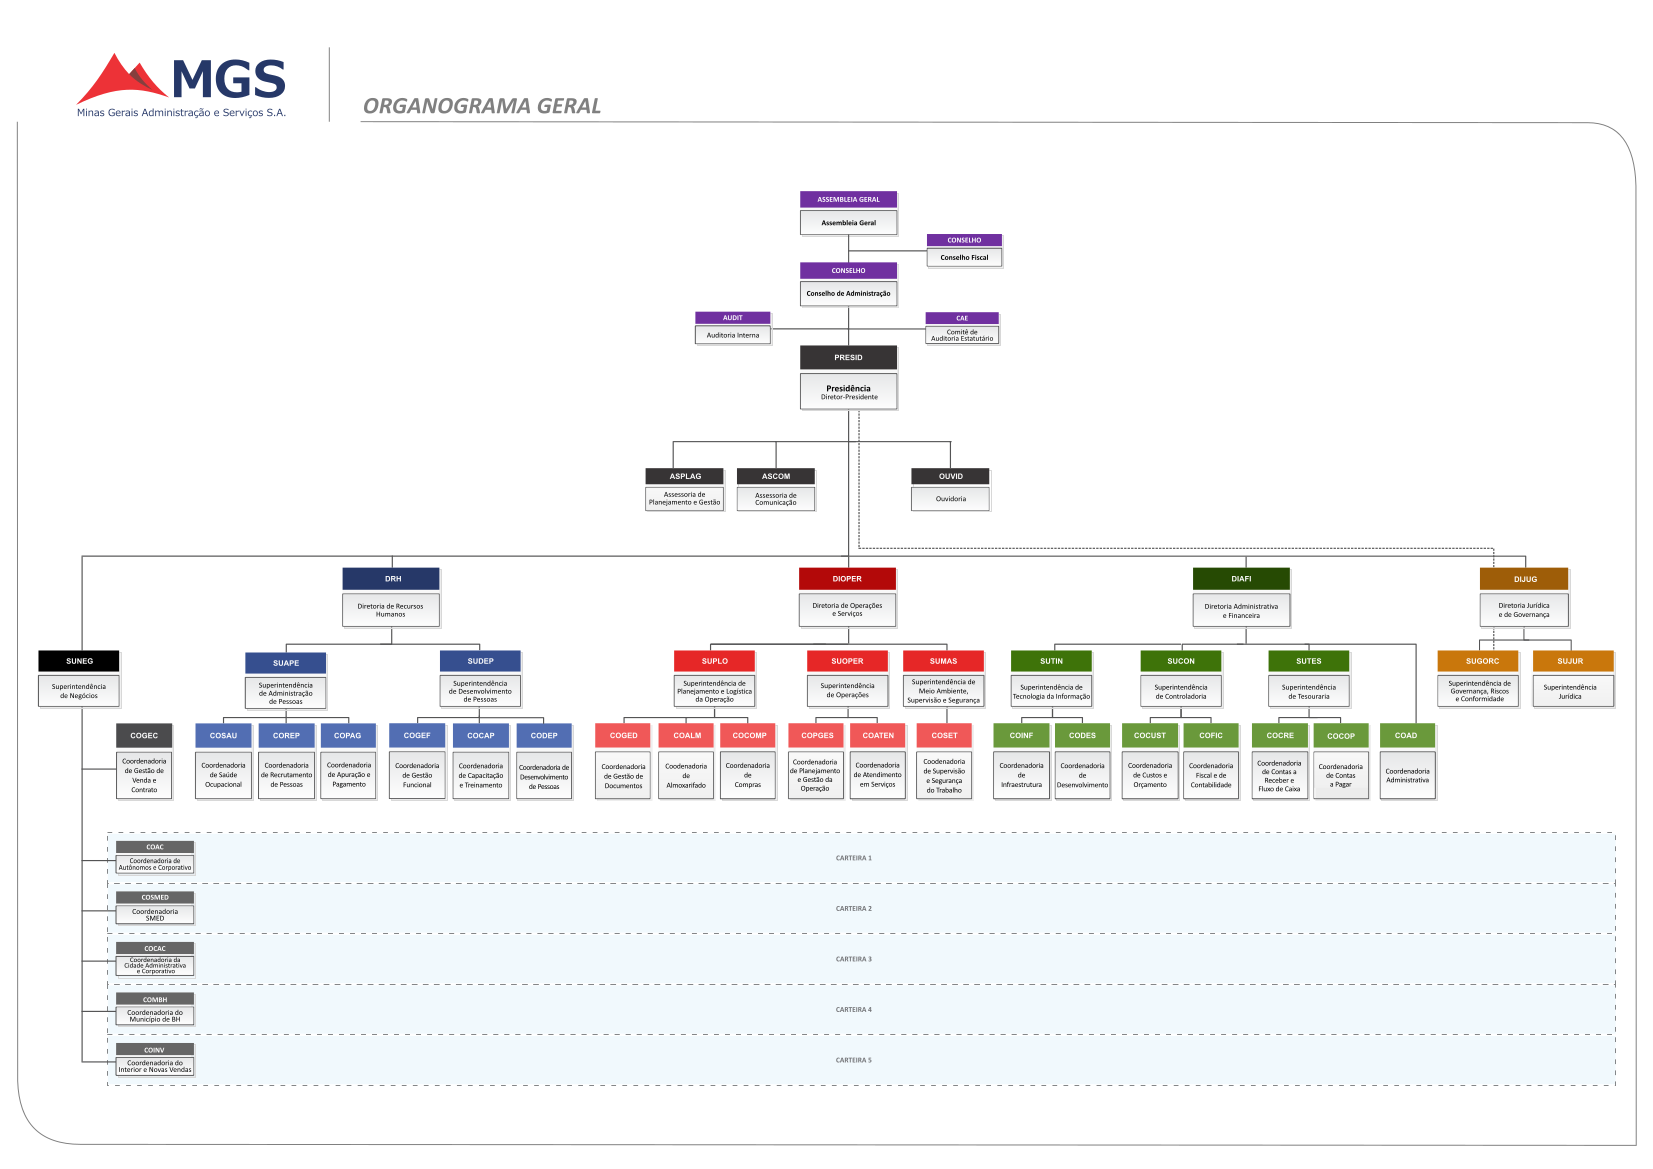 MGS
Minas Gerais Administração e Serviços S.A.
ORGANOGRAMA GERAL
ASSEMBLEIA GERAL
Assembleia Geral
CONSELHO
Conselho Fiscal
CONSELHO
Conselho de Administração
AUDIT
Auditoria Interna
CAE
Comitê de
Auditoria Estatutário
PRESID
Presidência
Diretor-Presidente
ASPLAG
Assessoria de
Planejamento e Gestão
ASCOM
Assessoria de
Comunicação
OUVID
Ouvidoria
DRH
Diretoria de Recursos
Humanos
DIOPER
Diretoria de Operações
e Serviços
DIAFI
Diretoria Administrativa
e Financeira
DIJUG
Diretoria Jurídica
e de Governança
SUNEG
Superintendência
de Negócios
SUAPE
Superintendência
de Administração
de Pessoas
SUDEP
Superintendência
de Desenvolvimento
de Pessoas
SUPLO
Superintendência de
Planejamento e Logística
da Operação
SUOPER
Superintendência
de Operações
SUMAS
Superintendência de
Meio Ambiente,
Supervisão e Segurança
SUTIN
Superintendência de
Tecnologia da Informação
SUCON
Superintendência
de Controladoria
SUTES
Superintendência
de Tesouraria
SUGORC
Superintendência de
Governança, Riscos
e Conformidade
SUJUR
Superintendência
Jurídica
COGEC
Coordenadoria
de Gestão de
Venda e
Contrato
COSAU
Coordenadoria
de Saúde
Ocupacional
COREP
Coordenadoria
de Recrutamento
de Pessoas
COPAG
Coordenadoria
de Apuração e
Pagamento
COGEF
Coordenadoria
de Gestão
Funcional
COCAP
Coordenadoria
de Capacitação
e Treinamento
CODEP
Coordenadoria de
Desenvolvimento
de Pessoas
COGED
Coordenadoria
de Gestão de
Documentos
COALM
Coodenadoria
de
Almoxarifado
COCOMP
Coordenadoria
de
Compras
COPGES
Coordenadoria
de Planejamento
e Gestão da
Operação
COATEN
Coordenadoria
de Atendimento
em Serviços
COSET
Coodenadoria
de Supervisão
e Segurança
do Trabalho
COINF
Coordenadoria
de
Infraestrutura
CODES
Coordenadoria
de
Desenvolvimento
COCUST
Coordenadoria
de Custos e
Orçamento
COFIC
Coordenadoria
Fiscal e de
Contabilidade
COCRE
Coordenadoria
de Contas a
Receber e
Fluxo de Caixa
COCOP
Coordenadoria
de Contas
a Pagar
COAD
Coordenadoria
Administrativa
COAC
Coordenadoria de
Autônomos e Corporativo
CARTEIRA 1
COSMED
Coordenadoria
SMED
CARTEIRA 2
COCAC
Coordenadoria da
Cidade Administrativa
e Corporativo
CARTEIRA 3
COMBH
Coordenadoria do
Município de BH
CARTEIRA 4
COINV
Coordenadoria do
Interior e Novas Vendas
CARTEIRA 5